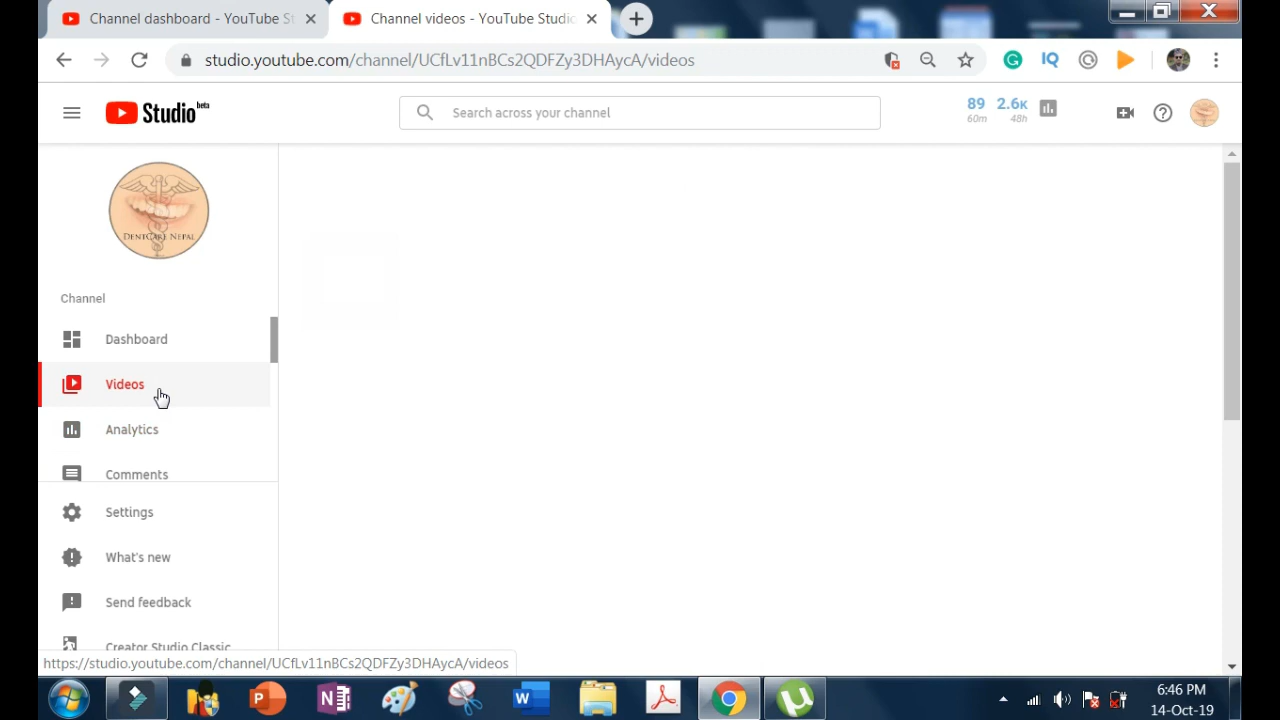 Channel dashboard - YouTube St
Channel videos - YouTube Studio
studio.youtube.com/channel/UCfLv11nBCs2QDFZy3DHAycA/videos
IQ
Studio beta
Search across your channel
89 2.6K
60m 48h
DENTCARE NEPAL
Channel
Dashboard
Videos
Analytics
Comments
Settings
What's new
Send feedback
Creator Studio Classic
https://studio.youtube.com/channel/UCfLv11nBCs2QDFZy3DHAycA/videos
6:46 PM
14-Oct-19